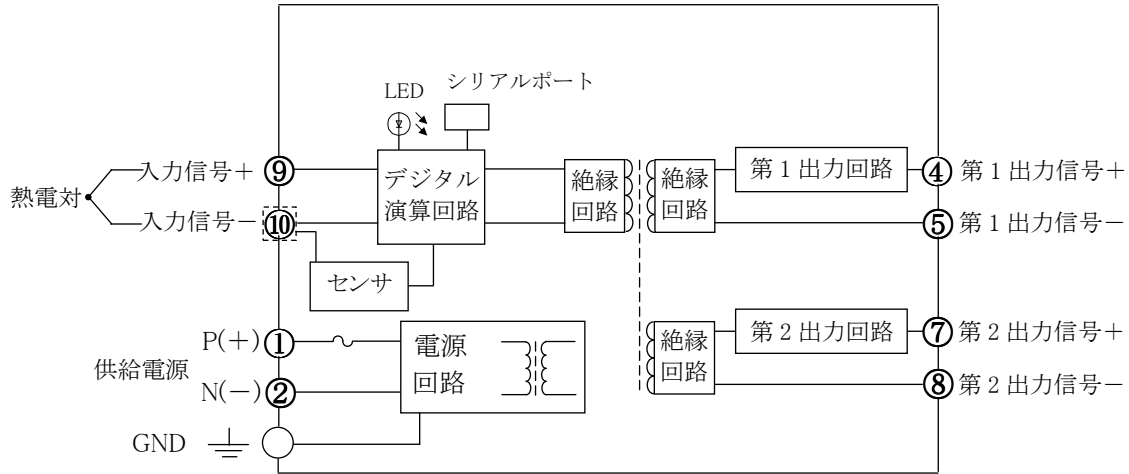 シリアルポート
LED
熱電対
入力信号＋
⑨
入力信号－
⑩
デジタル
演算回路
センサ
絶縁
回路
絶縁
回路
第１出力回路
④
第１出力信号＋
⑤
第１出力信号－
絶縁
回路
第２出力回路
⑦
第２出力信号＋
⑧
第２出力信号－
供給電源
P(＋)
①
N(－)
②
電源
回路
GND